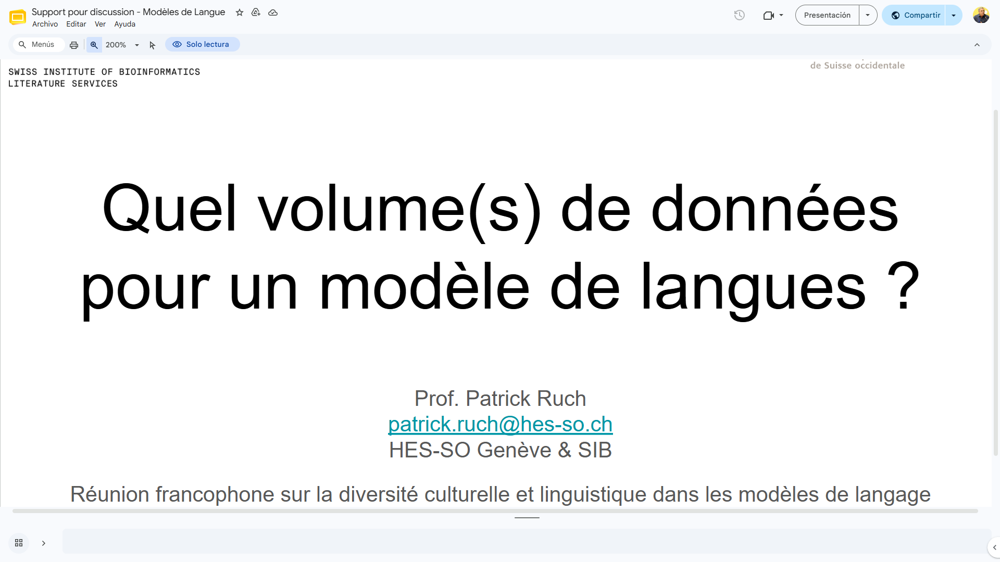 Support pour discussion - Modèles de Langue
Archivo Editar Ver Ayuda
Presentación
Compartir
Menús
200%
Solo lectura
SWISS INSTITUTE OF BIOINFORMATICS
LITERATURE SERVICES
de Suisse occidentale
Quel volume(s) de données
pour un modèle de langues ?
Prof. Patrick Ruch
patrick.ruch@hes-so.ch
HES-SO Genève & SIB
Réunion francophone sur la diversité culturelle et linguistique dans les modèles de langage